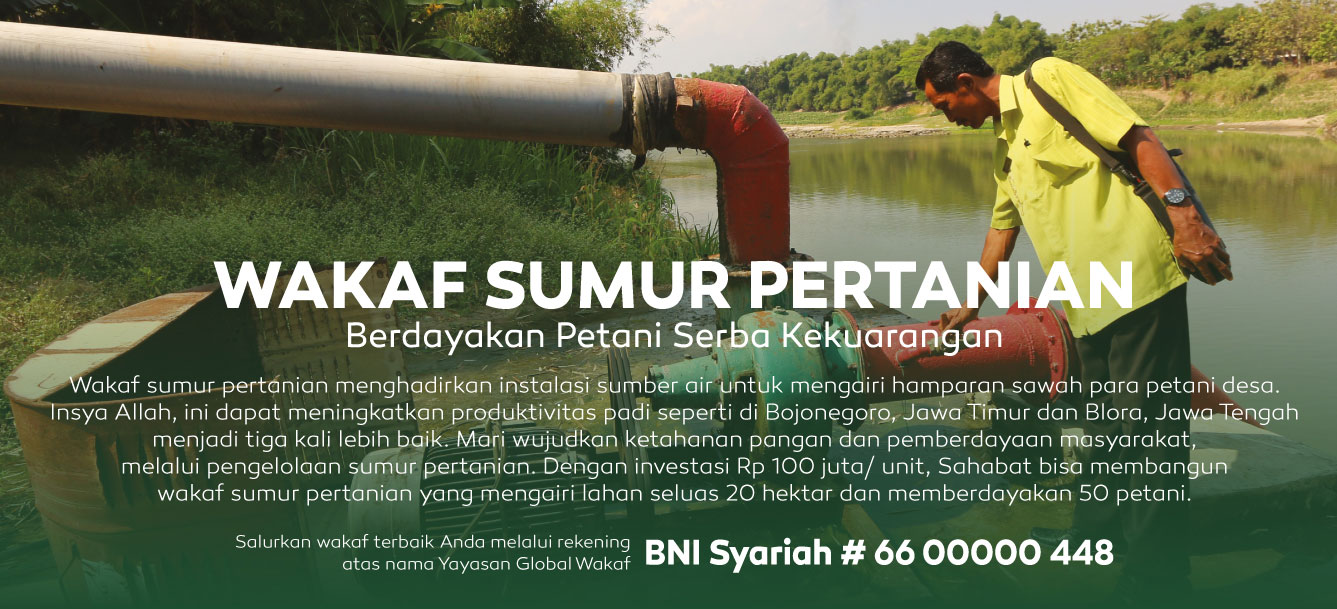 WAKAF SUMUR PERTANIAN
Berdayakan Petani Serba Kekuarangan
Wakaf sumur pertanian menghadirkan instalasi sumber air untuk mengairi hamparan sawah para petani desa.
Insya Allah, ini dapat meningkatkan produktivitas padi seperti di Bojonegoro, Jawa Timur dan Blora, Jawa Tengah
menjadi tiga kali lebih baik. Mari wujudkan ketahanan pangan dan pemberdayaan masyarakat,
melalui pengelolaan sumur pertanian. Dengan investasi Rp 100 juta/ unit, Sahabat bisa membangun
wakaf sumur pertanian yang mengairi lahan seluas 20 hektar dan memberdayakan 50 petani.
Salurkan wakaf terbaik Anda melalui rekening
atas nama Yayasan Global Wakaf
BNI Syariah # 66 00000 448